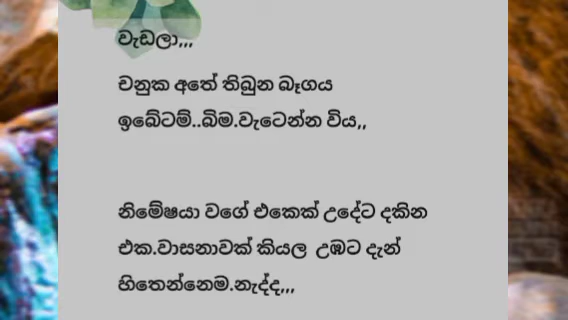 වැඩලා,,,
චනුක අතේ තිබුන බෑගය
ඉබේටම්..බිම.වැටෙන්න විය,,
නිමේෂයා වගේ එකෙක් උදේට දකින
එක.වාසනාවක් කියල උඹට දැන්
හිතෙන්නෙම.නැද්ද,,,